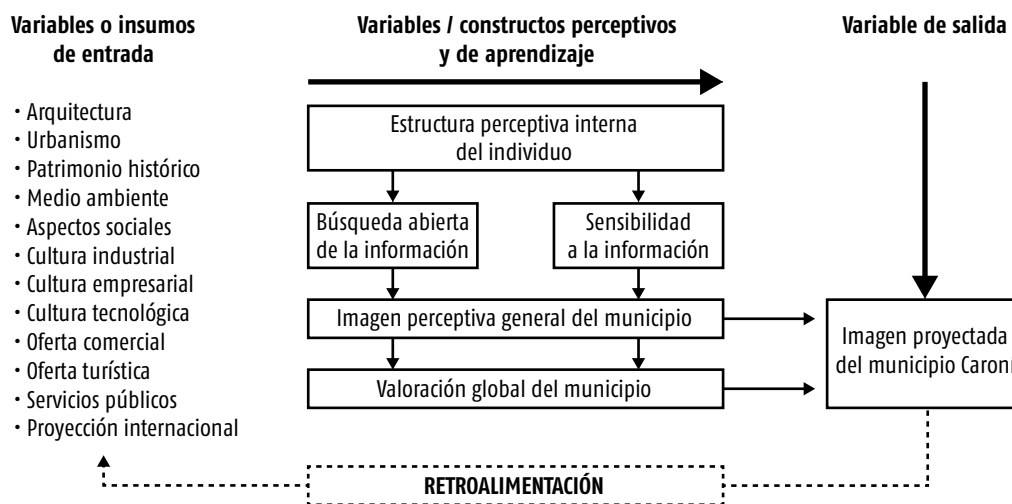 Variables o insumos
de entrada
• Arquitectura
• Urbanismo
• Patrimonio histórico
• Medio ambiente
• Aspectos sociales
• Cultura industrial
• Cultura empresarial
• Cultura tecnológica
• Oferta comercial
• Oferta turística
• Servicios públicos
• Proyección internacional
Variables / constructos perceptivos
y de aprendizaje
Estructura perceptiva interna
del individuo
Búsqueda abierta
de la información
Sensibilidad
a la información
Imagen perceptiva general del municipio
Valoración global del municipio
Variable de salida
Imagen proyectada
del municipio Caroní
RETROALIMENTACIÓN